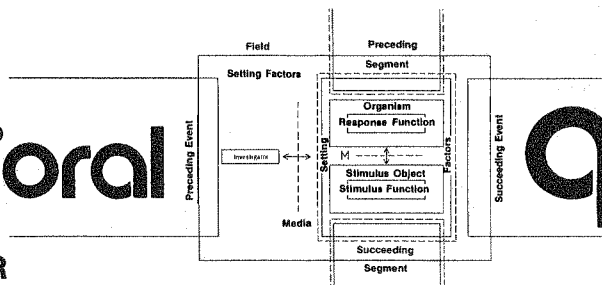 Field
Preceding
Segment
Setting Factors
Organism
Response Function
oral
Preceding Event
Investigator
Setting
M
Factors
Succeeding Event
q
Stimulus Object
Stimulus Function
Media
Succeeding
Segment
R